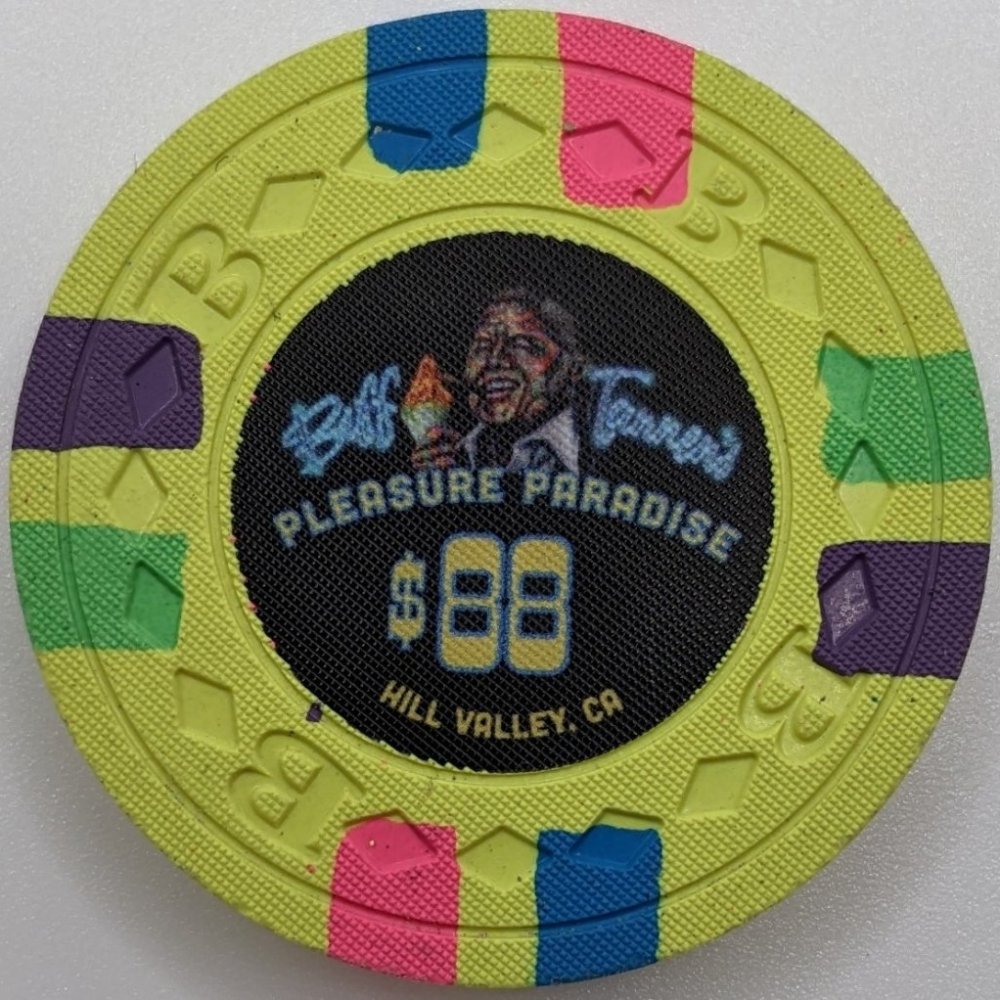 B B
Biff Tannen's
PLEASURE PARADISE
$88
HILL VALLEY, CA
B B